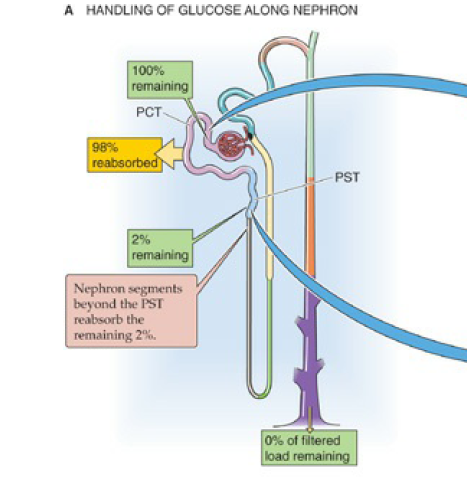 A HANDLING OF GLUCOSE ALONG NEPHRON
100%
remaining
PCT
98%
reabsorbed
PST
2%
remaining
Nephron segments
beyond the PST
reabsorb the
remaining 2%.
0% of filtered
load remaining